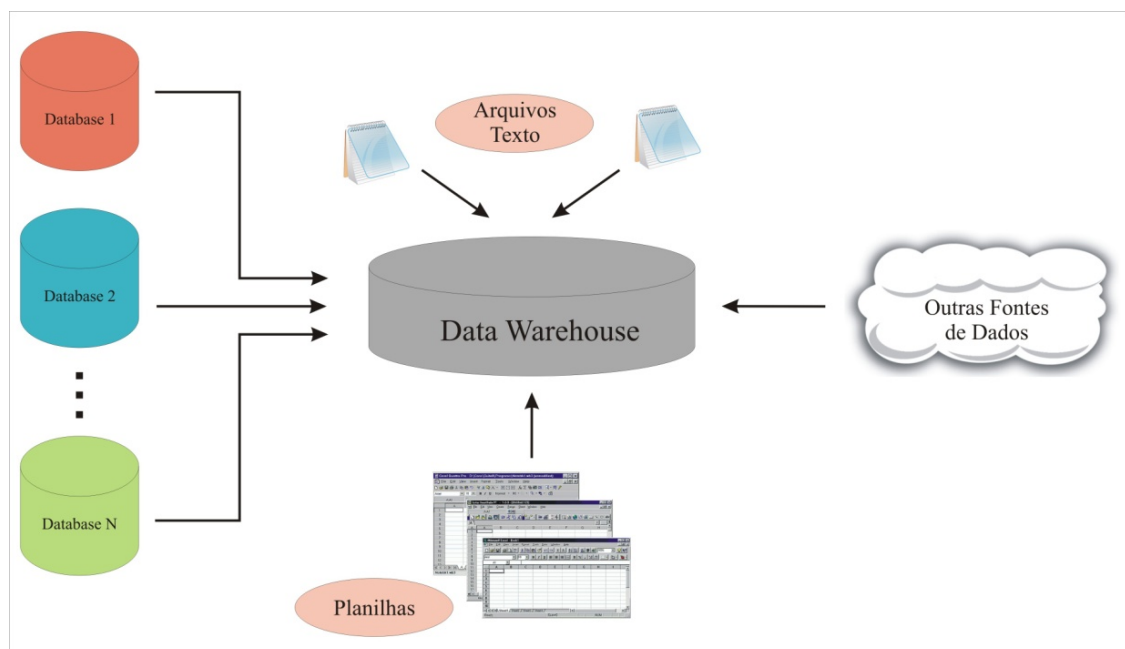 Database 1
Arquivos
Texto
Database 2
Data Warehouse
Outras Fontes
de Dados
Database N
Planilhas